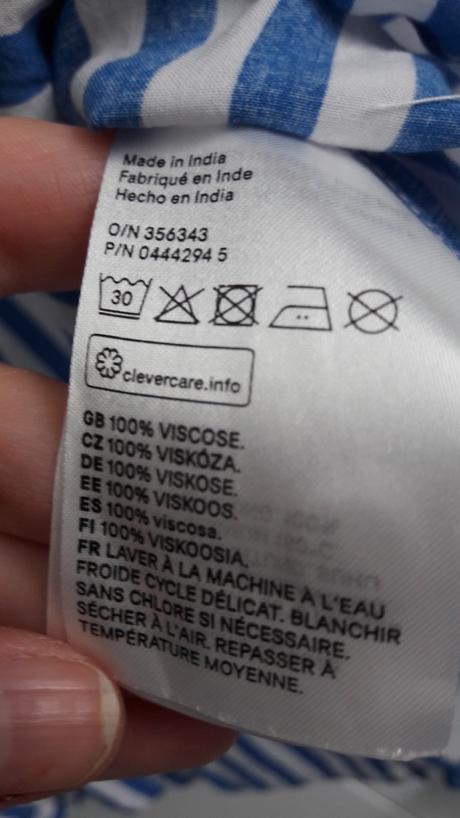 Made in India
Fabriqué en Inde
Hecho en India
O/N 356343
P/N 0444294 5
30
clevercare.info
GB 100% VISCOSE.
CZ 100% VISKÓZA.
DE 100% VISKOSE.
EE 100% VISKOOS.
ES 100% viscosa.
FI 100% VISKOOSIA.
FR LAVER À LA MACHINE À L'EAU
FROIDE CYCLE DÉLICAT. BLANCHIR
SANS CHLORE SI NÉCESSAIRE.
SÉCHER À L'AIR. REPASSER À
TEMPÉRATURE MOYENNE.